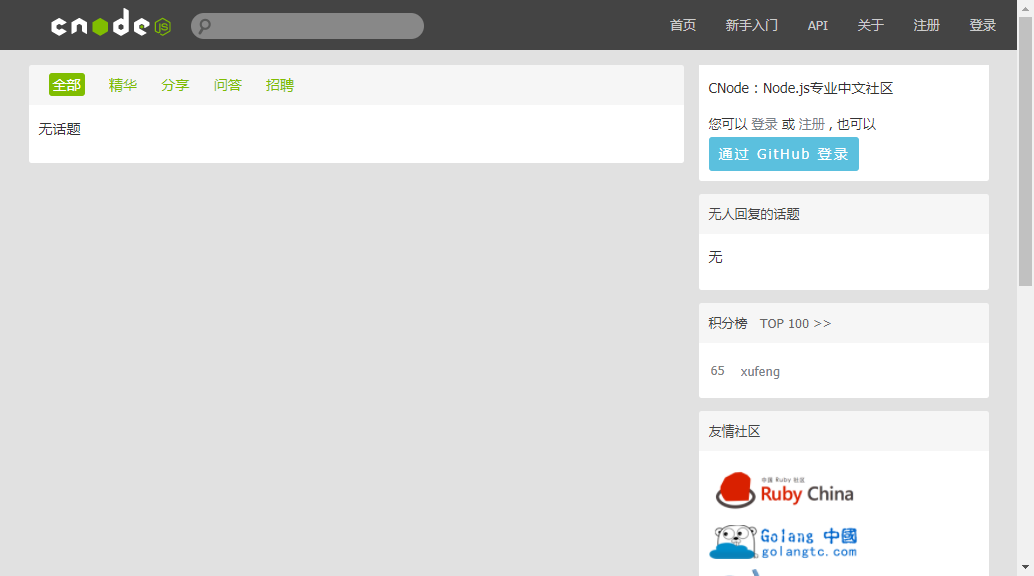 cnode JS
首页 新手入门 API 关于 注册 登录
全部 精华 分享 问答 招聘
无话题
CNode：Node.js专业中文社区
您可以 登录 或 注册 , 也可以
通过 GitHub 登录
无人回复的话题
无
积分榜 TOP 100 >>
65 xufeng
友情社区
中國 Ruby 社区
Ruby China
Golang 中國
golangtc.com